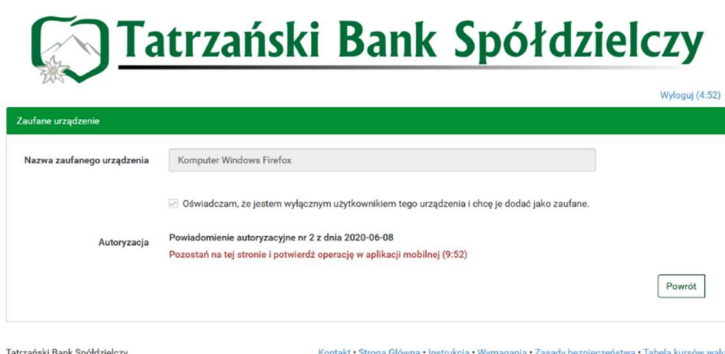 Tatrzański Bank Spółdzielczy
Wyloguj (4:52)
Zaufane urządzenie
Nazwa zaufanego urządzenia Komputer Windows Firefox
Oświadczam, że jestem wyłącznym użytkownikiem tego urządzenia i chcę je dodać jako zaufane.
Autoryzacja Powiadomienie autoryzacyjne nr 2 z dnia 2020-06-08
Pozostań na tej stronie i potwierdź operację w aplikacji mobilnej (9:52)
Powrót
Tatrzański Bank Spółdzielczy Kontakt • Strona Główna • Instrukcja • Wymagania • Zasady bezpieczeństwa • Tabela kursów